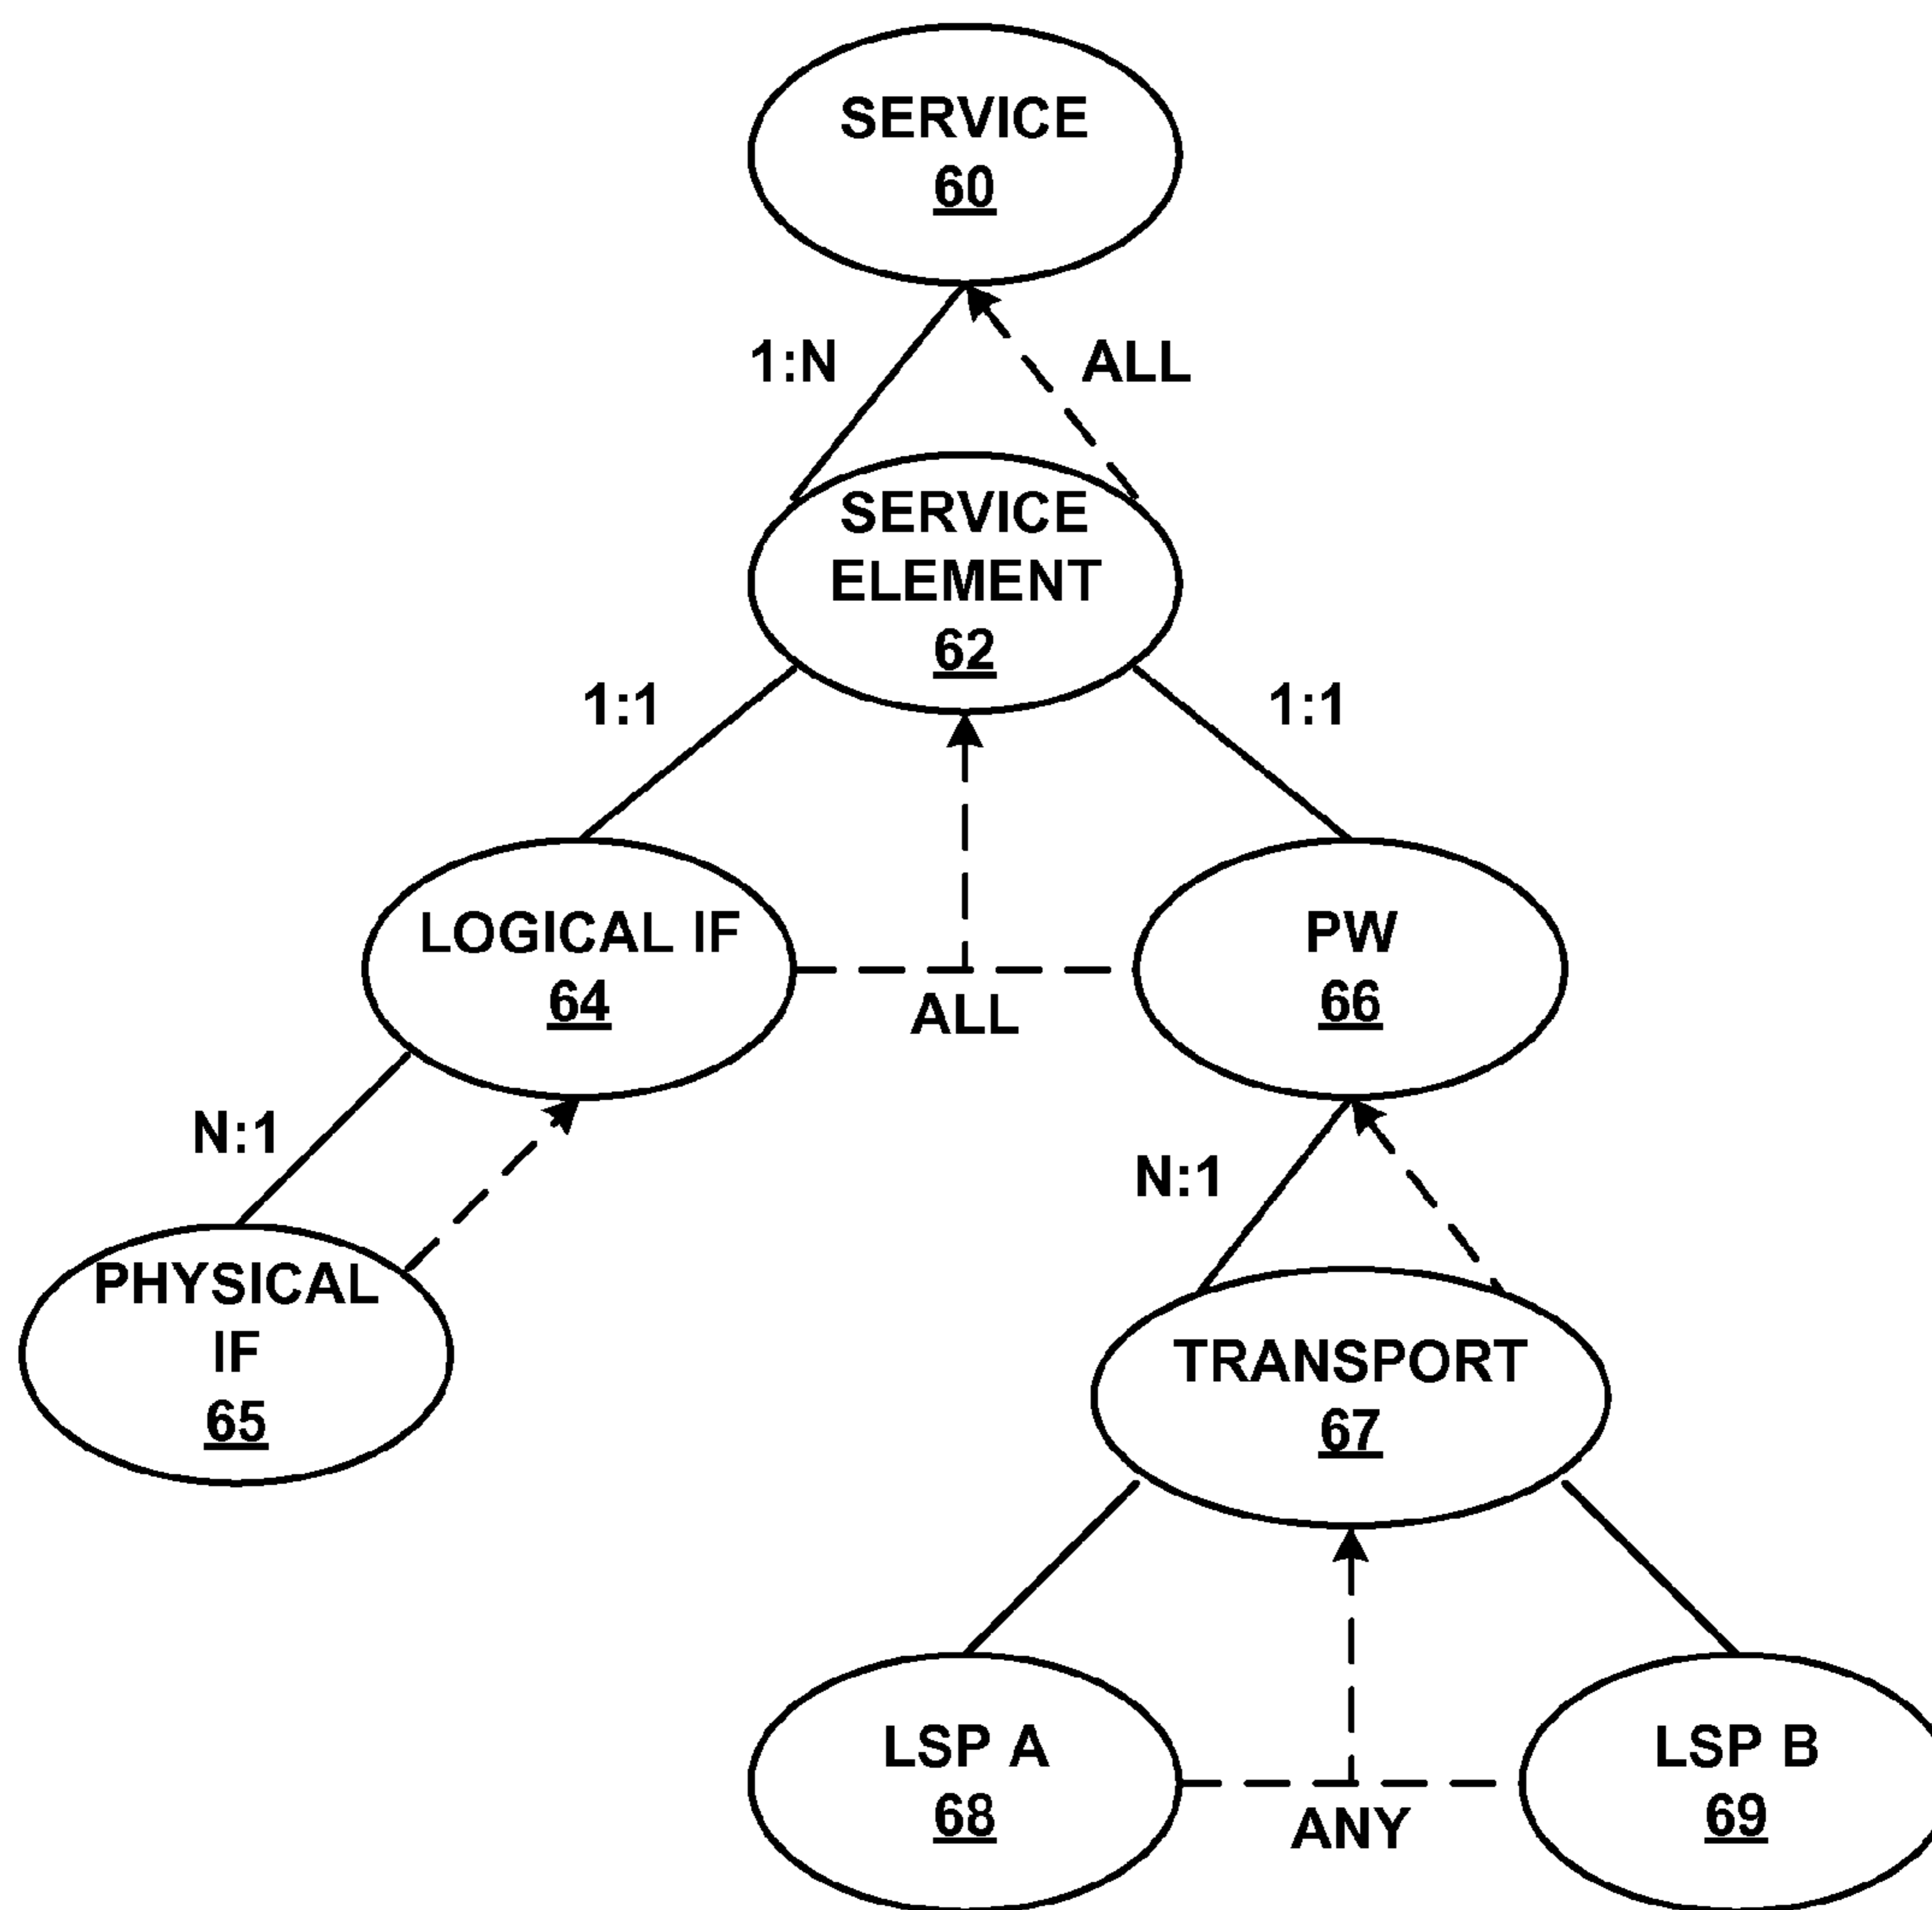 SERVICE
60
1:N
ALL
SERVICE
ELEMENT
62
1:1
1:1
LOGICAL IF
64
ALL
PW
66
N:1
N:1
PHYSICAL
IF
65
TRANSPORT
67
LSP A
68
ANY
LSP B
69